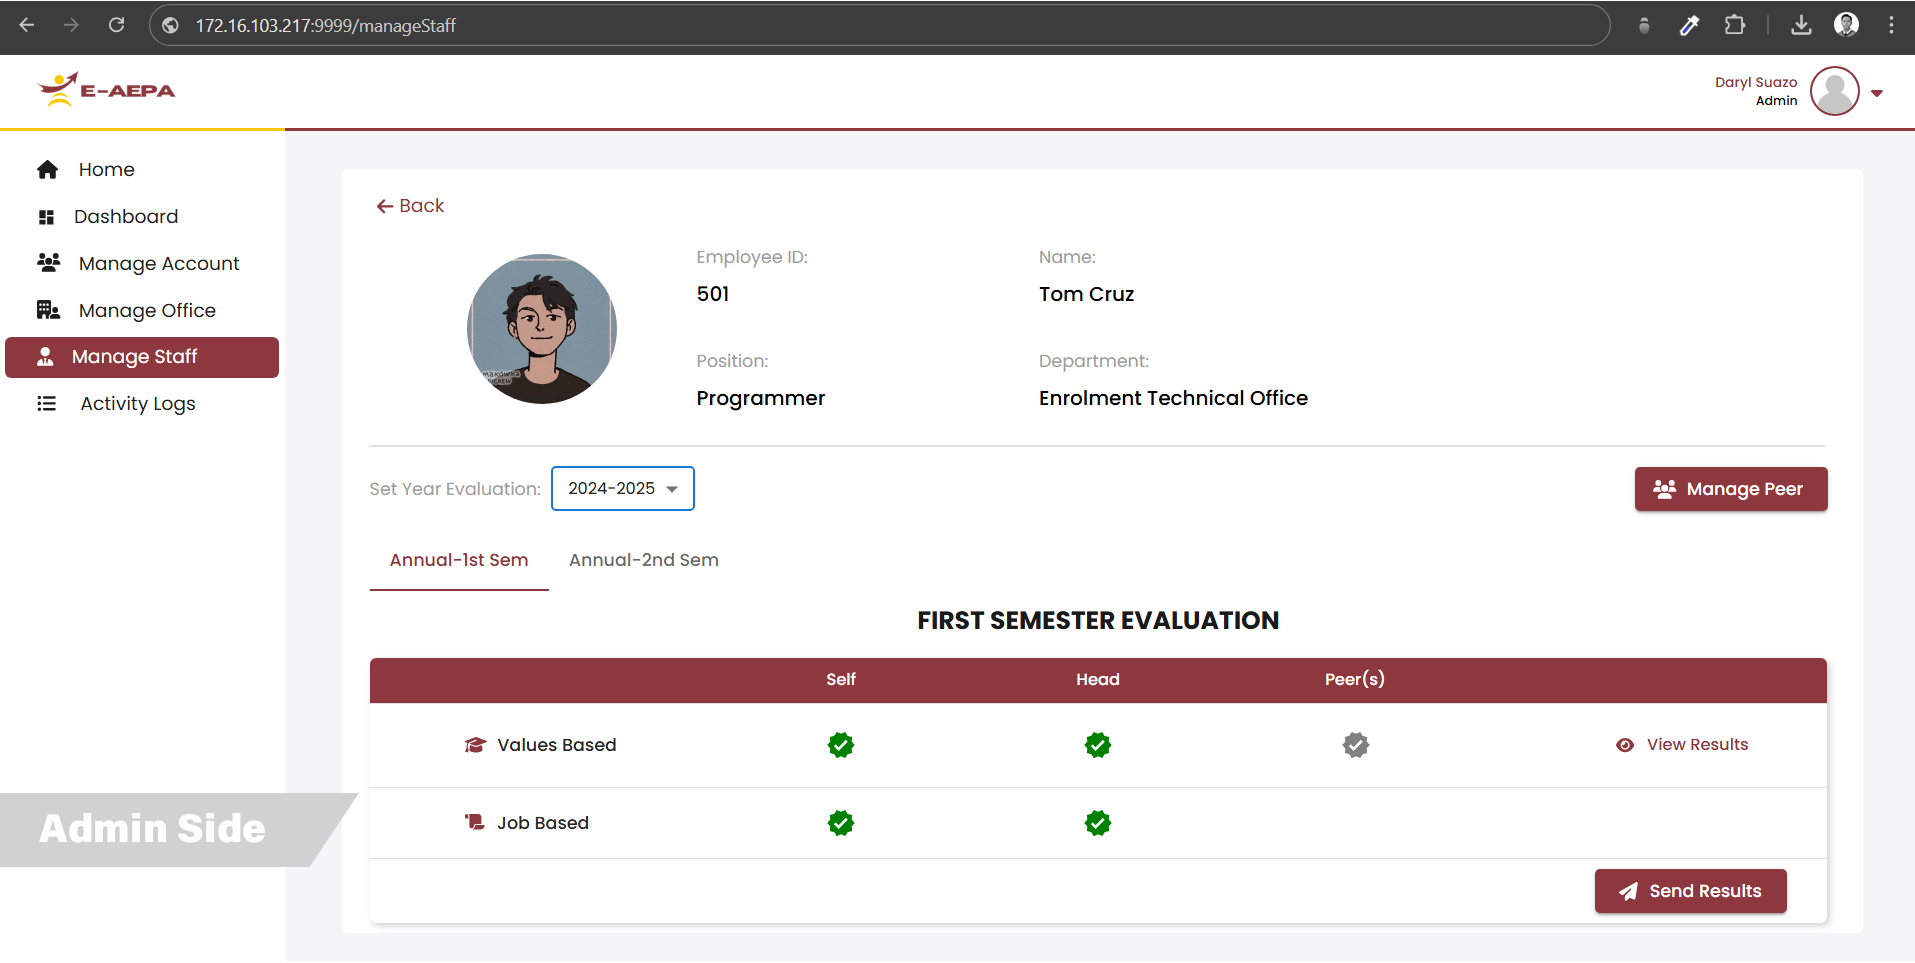 172.16.103.217:9999/manageStaff
E-AEPA
Daryl Suazo
Admin
Home
Dashboard
Manage Account
Manage Office
Manage Staff
Activity Logs
Back
Employee ID:
501
Name:
Tom Cruz
Position:
Programmer
Department:
Enrolment Technical Office
Set Year Evaluation:
2024-2025
Manage Peer
Annual-1st Sem
Annual-2nd Sem
FIRST SEMESTER EVALUATION
Self
Head
Peer(s)
Values Based
View Results
Job Based
Send Results
Admin Side